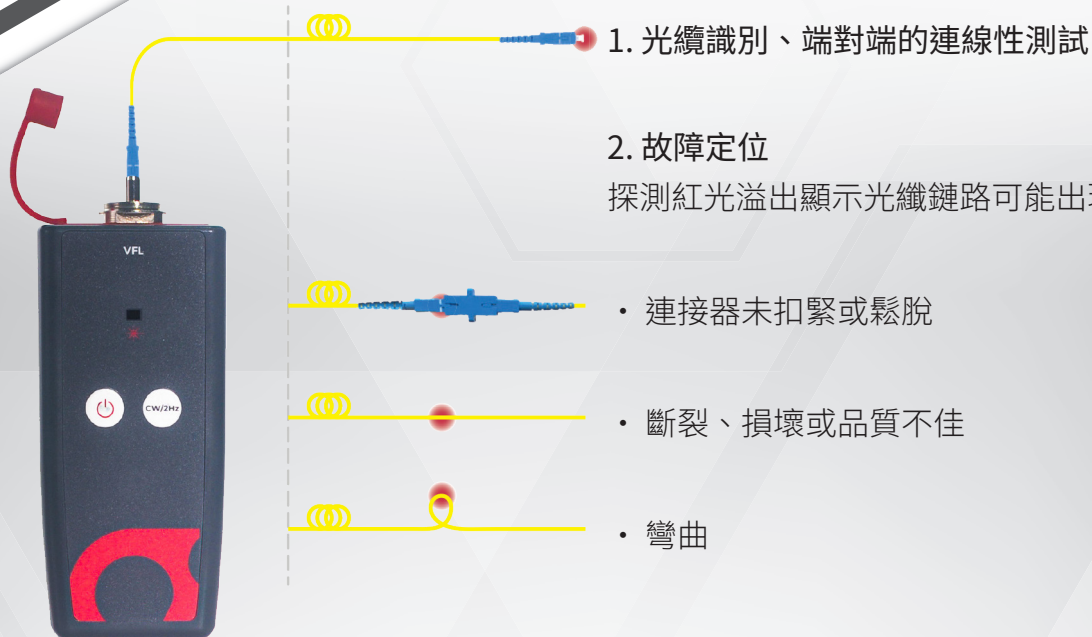 1. 光纜識別、端對端的連線性測試
2. 故障定位
探測紅光溢出顯示光纖鏈路可能出
VFL
・ 連接器未扣緊或鬆脫
CW/2Hz
・ 斷裂、損壞或品質不佳
・ 彎曲